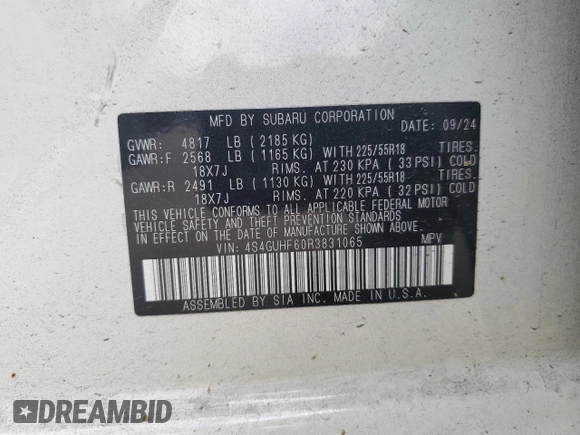 MFD BY SUBARU CORPORATION
DATE: 09/24
GVWR: 4817 LB (2185 KG)
GAWR:F 2568 LB (1165 KG) WITH 225/55R18 TIRES.
18X7J RIMS. AT 230 KPA (33 PSI) COLD
GAWR:R 2491 LB (1130 KG) WITH 225/55R18 TIRES.
18X7J RIMS. AT 220 KPA (32 PSI) COLD
THIS VEHICLE CONFORMS TO ALL APPLICABLE FEDERAL MOTOR
VEHICLE SAFETY AND THEFT PREVENTION STANDARDS
IN EFFECT ON THE DATE OF MANUFACTURE SHOWN ABOVE.
VIN: 4S4GUHF60R3831065 MPV
ASSEMBLED BY SIA INC. MADE IN U.S.A.
DREAMBID